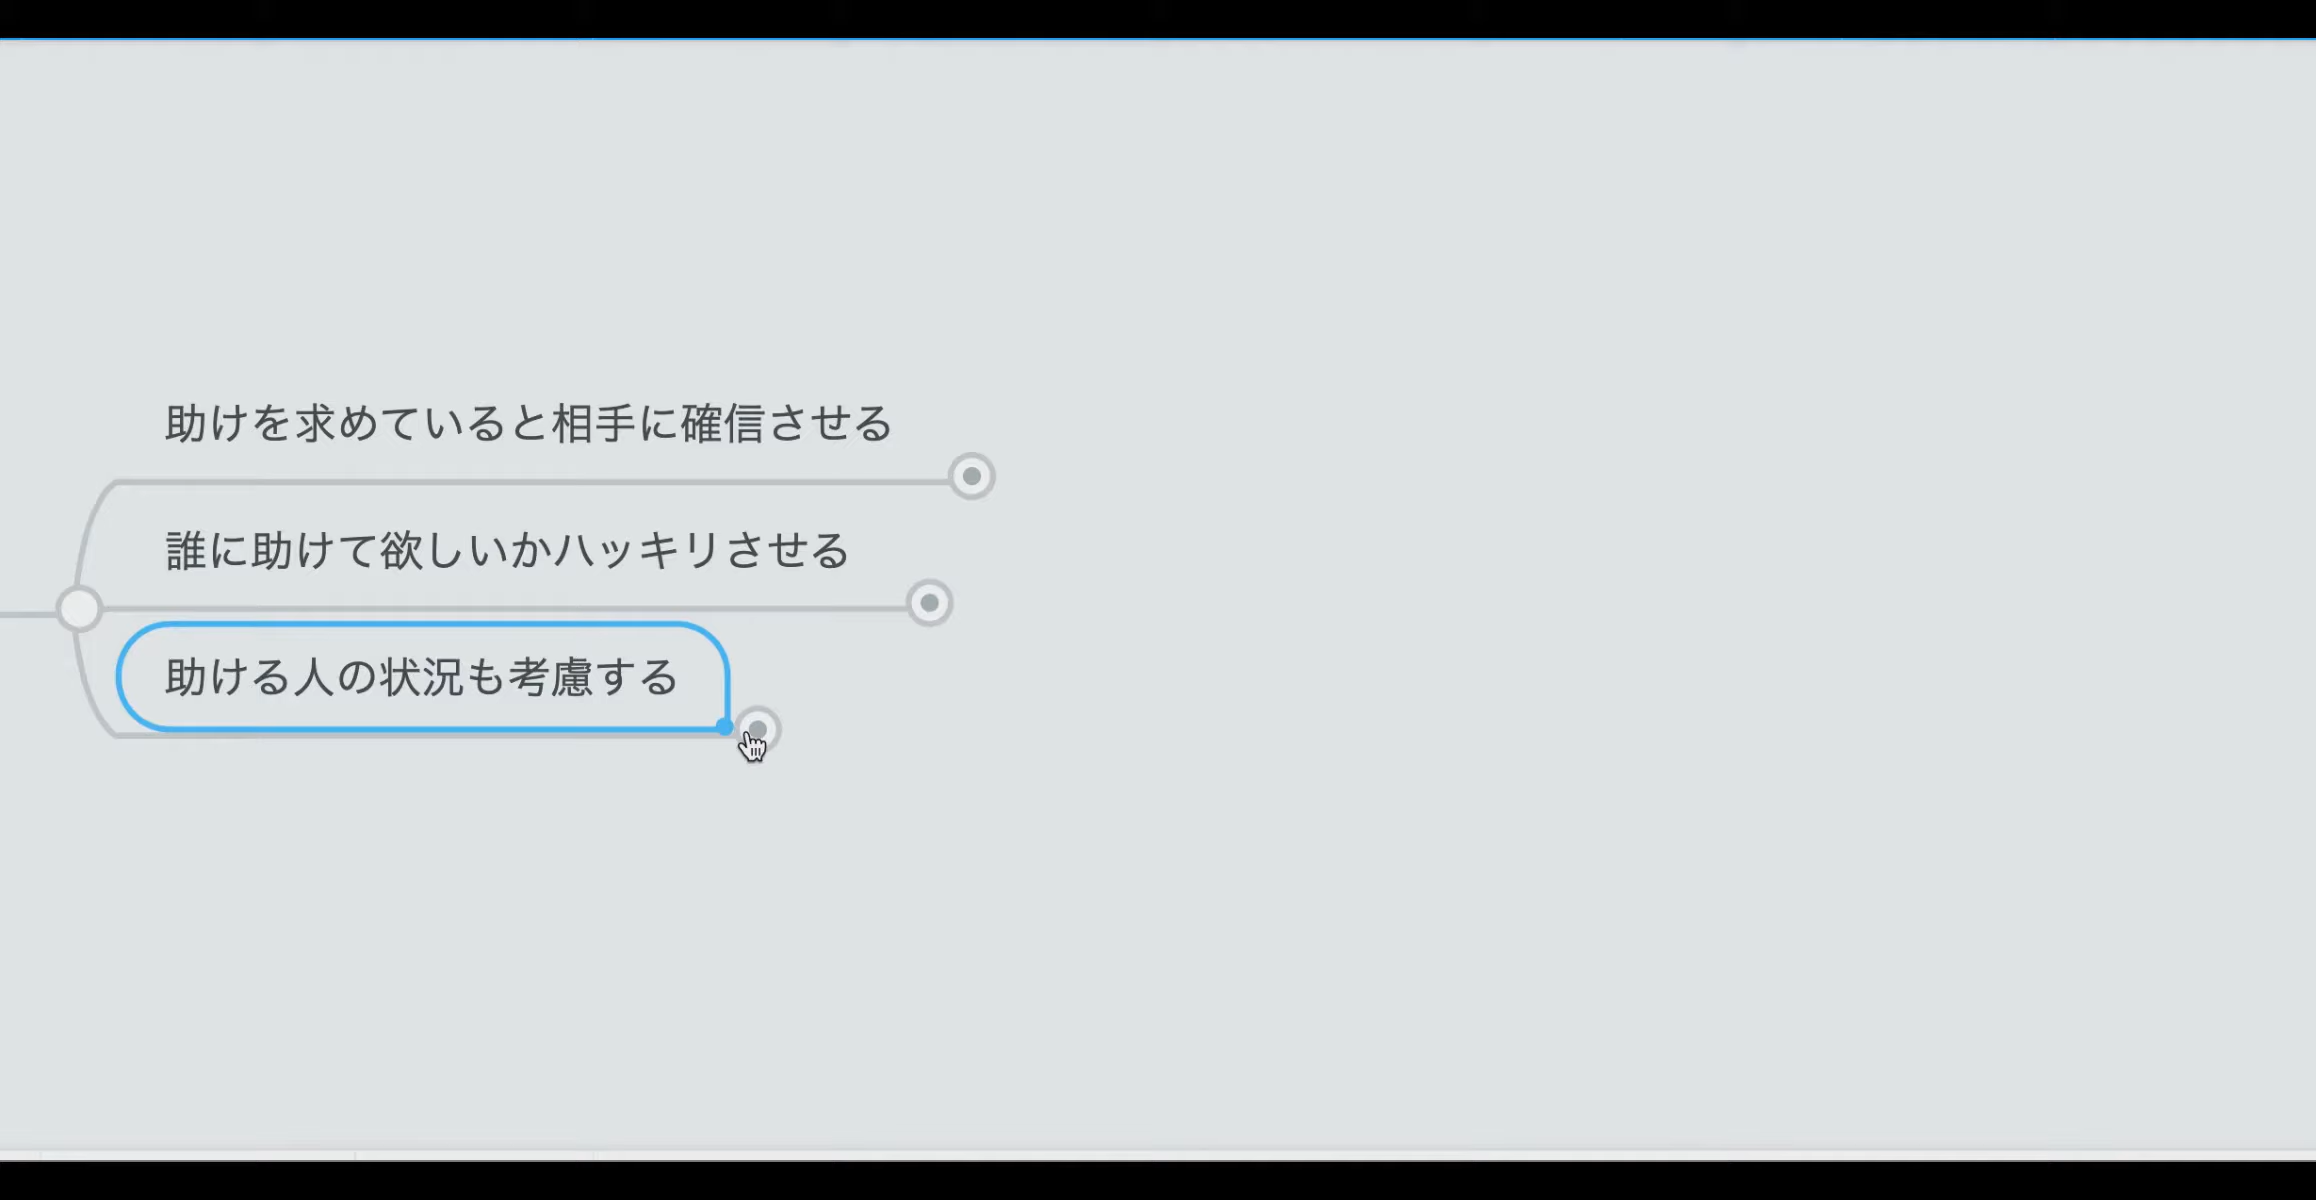 助けを求めていると相手に確信させる
誰に助けて欲しいかハッキリさせる
助ける人の状況も考慮する